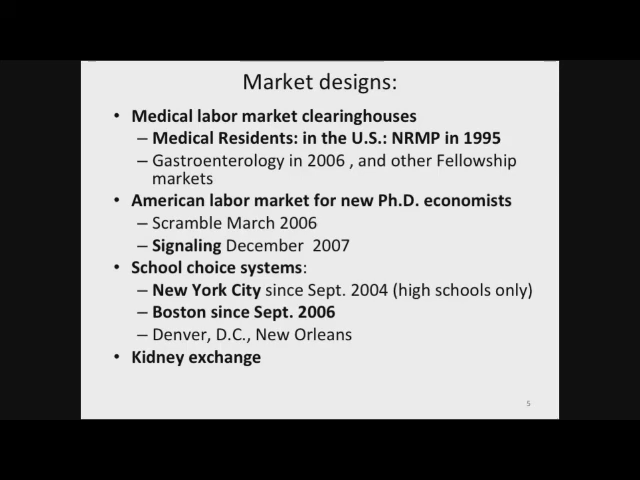 Market designs:
• Medical labor market clearinghouses
– Medical Residents: in the U.S.: NRMP in 1995
– Gastroenterology in 2006 , and other Fellowship
markets
• American labor market for new Ph.D. economists
– Scramble March 2006
– Signaling December 2007
• School choice systems:
– New York City since Sept. 2004 (high schools only)
– Boston since Sept. 2006
– Denver, D.C., New Orleans
• Kidney exchange
5